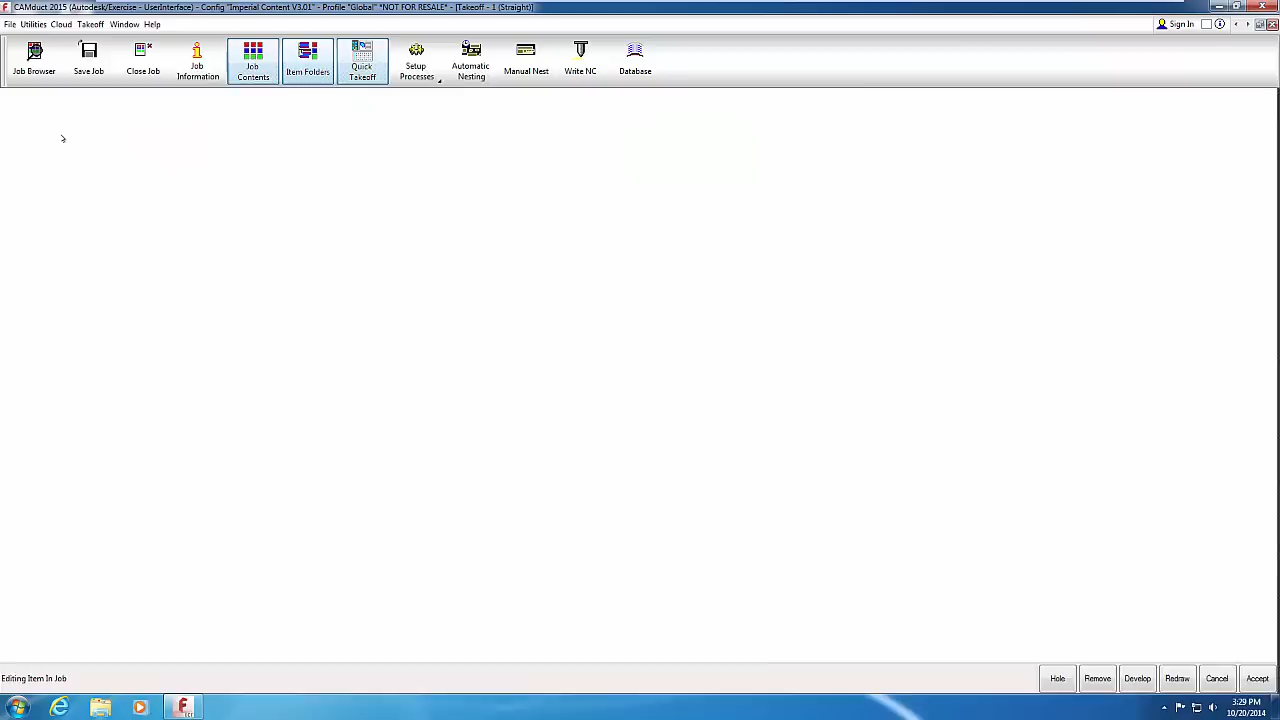 CAMduct 2015 (Autodesk/Exercise - UserInterface) - Config "Imperial Content V3.01" - Profile "Global" *NOT FOR RESALE* - [Takeoff - 1 (Straight)]
File Utilities Cloud Takeoff Window Help
Sign In
Job Browser
Save Job
Close Job
Job
Information
Job
Contents
Item Folders
Quick
Takeoff
Setup
Processes
Automatic
Nesting
Manual Nest
Write NC
Database
Editing Item In Job
Hole
Remove
Develop
Redraw
Cancel
Accept
3:29 PM
10/20/2014